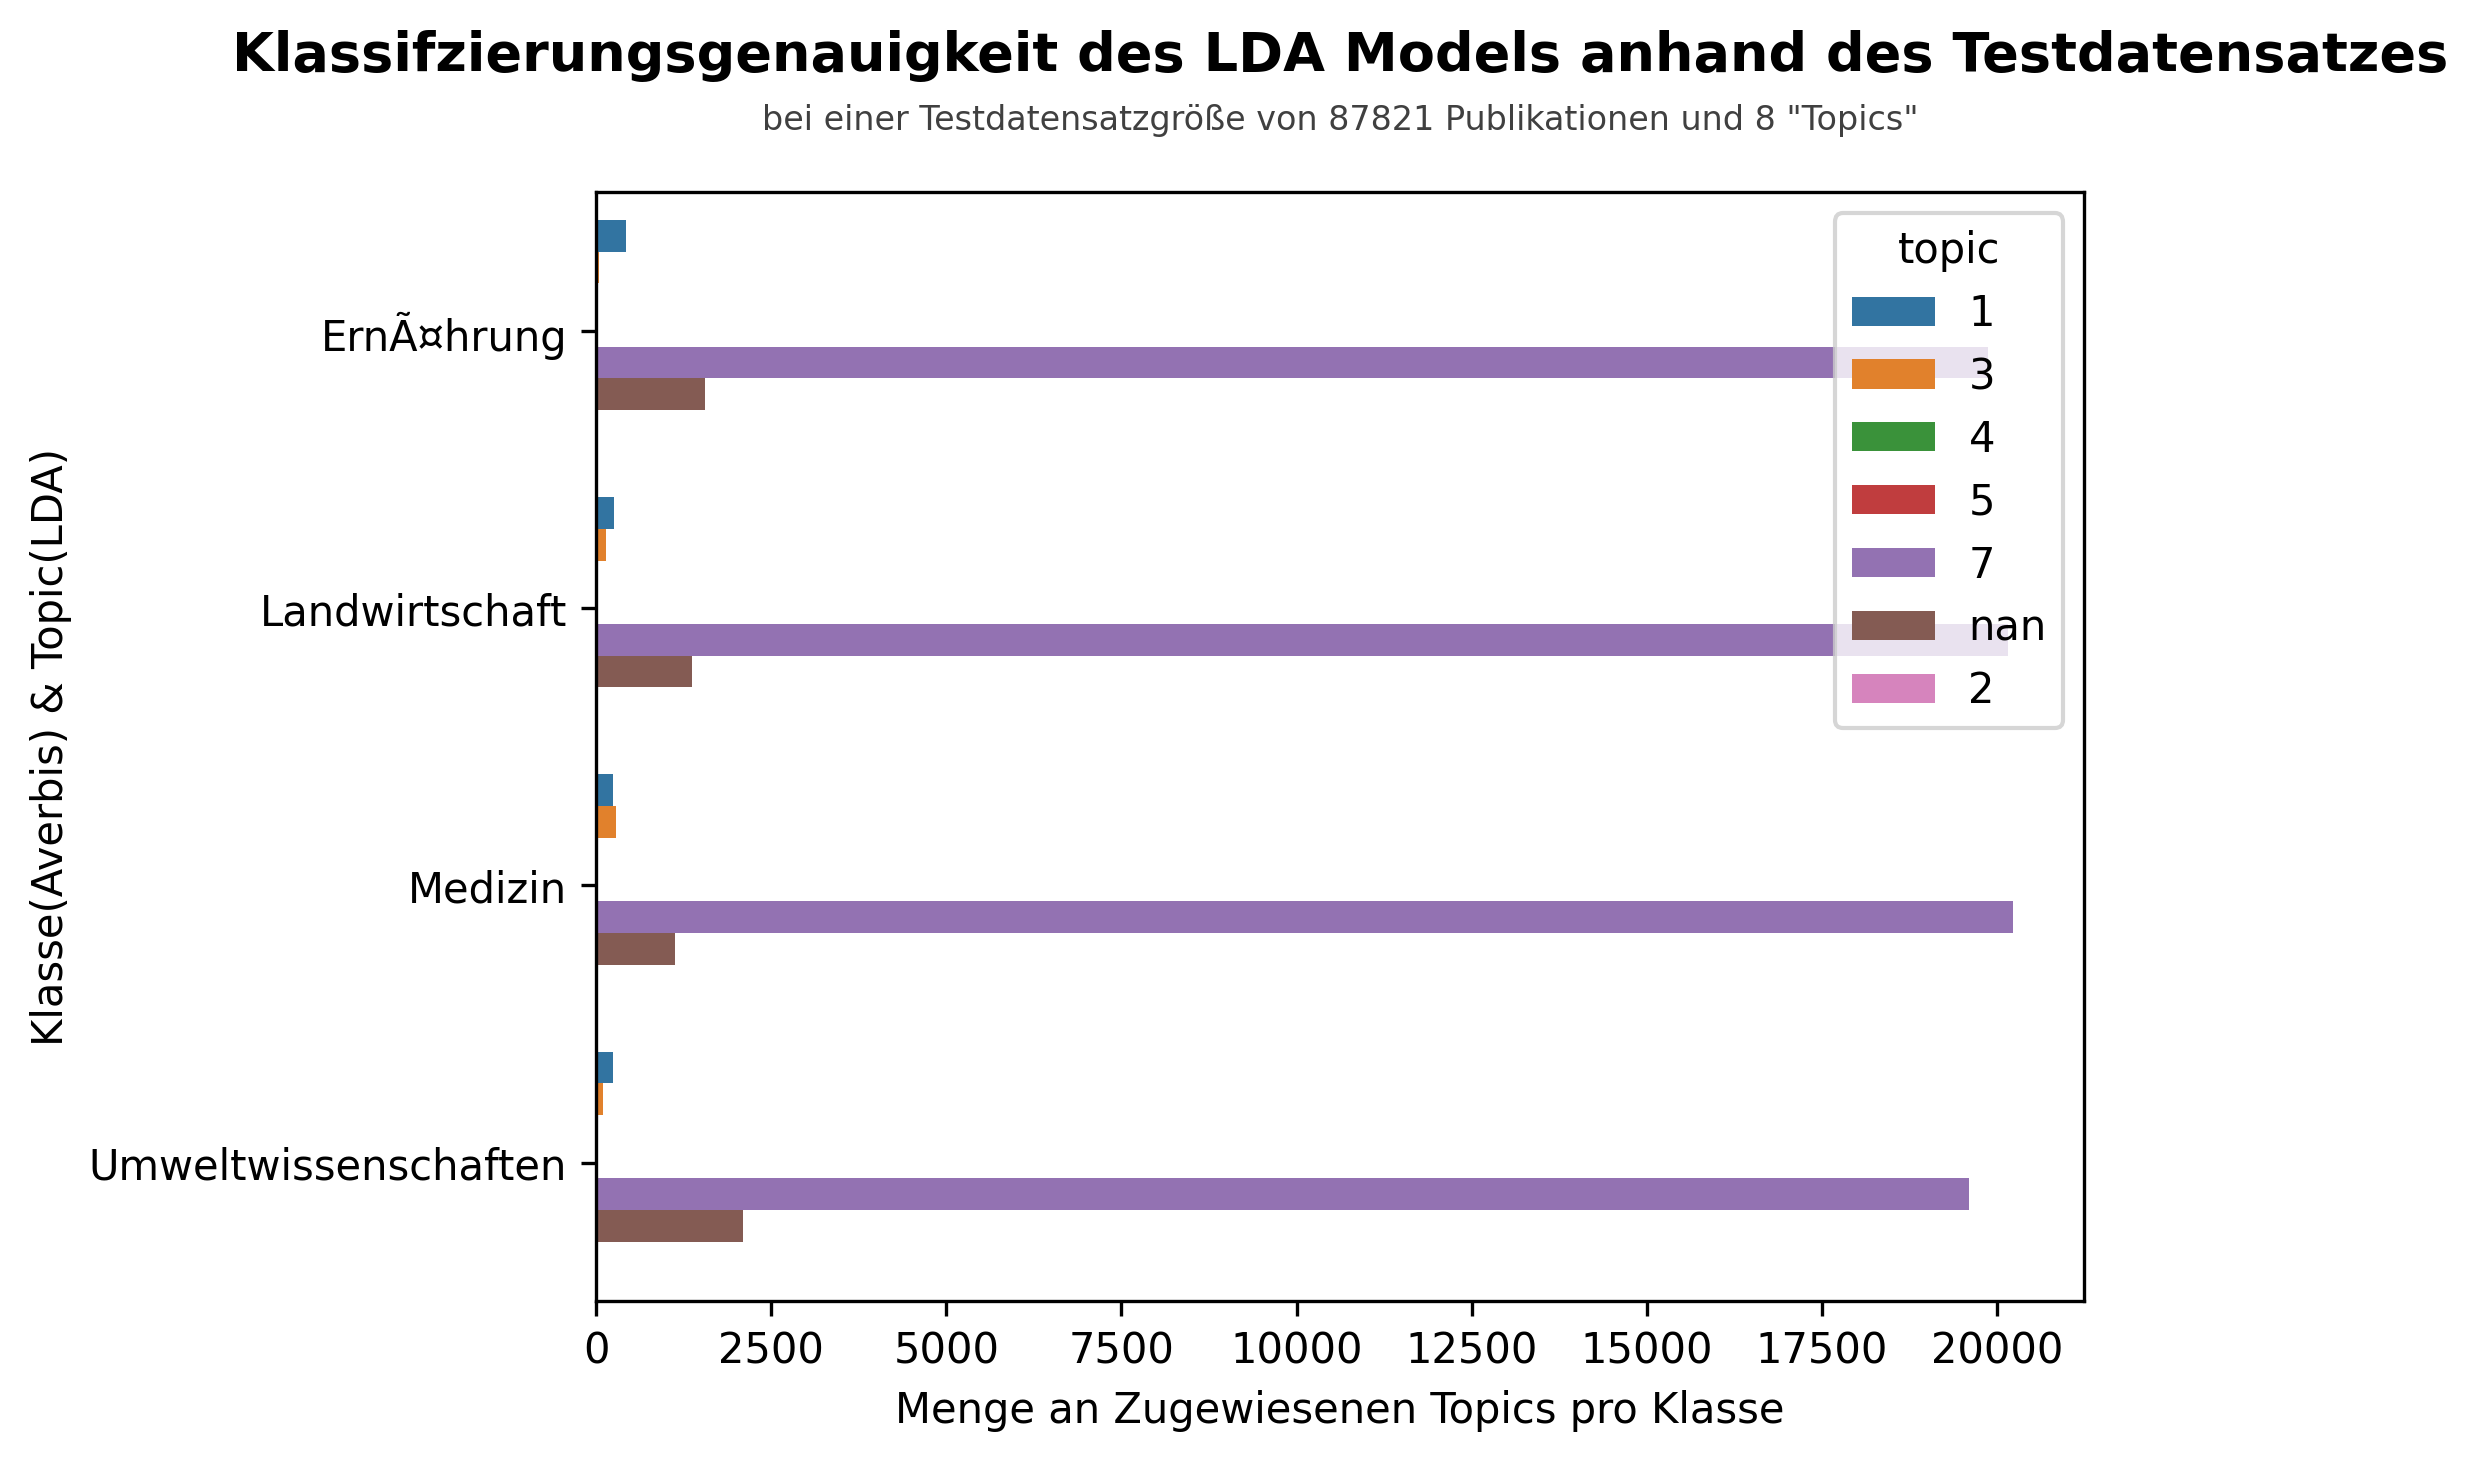 Klassifzierungsgenauigkeit des LDA Models anhand des Testdatensatzes
bei einer Testdatensatzgröße von 87821 Publikationen und 8 "Topics"
topic
1
3
4
5
7
nan
2
Klasse(Averbis) & Topic(LDA)
ErnÃ¤hrung
Landwirtschaft
Medizin
Umweltwissenschaften
0 2500 5000 7500 10000 12500 15000 17500 20000
Menge an Zugewiesenen Topics pro Klasse